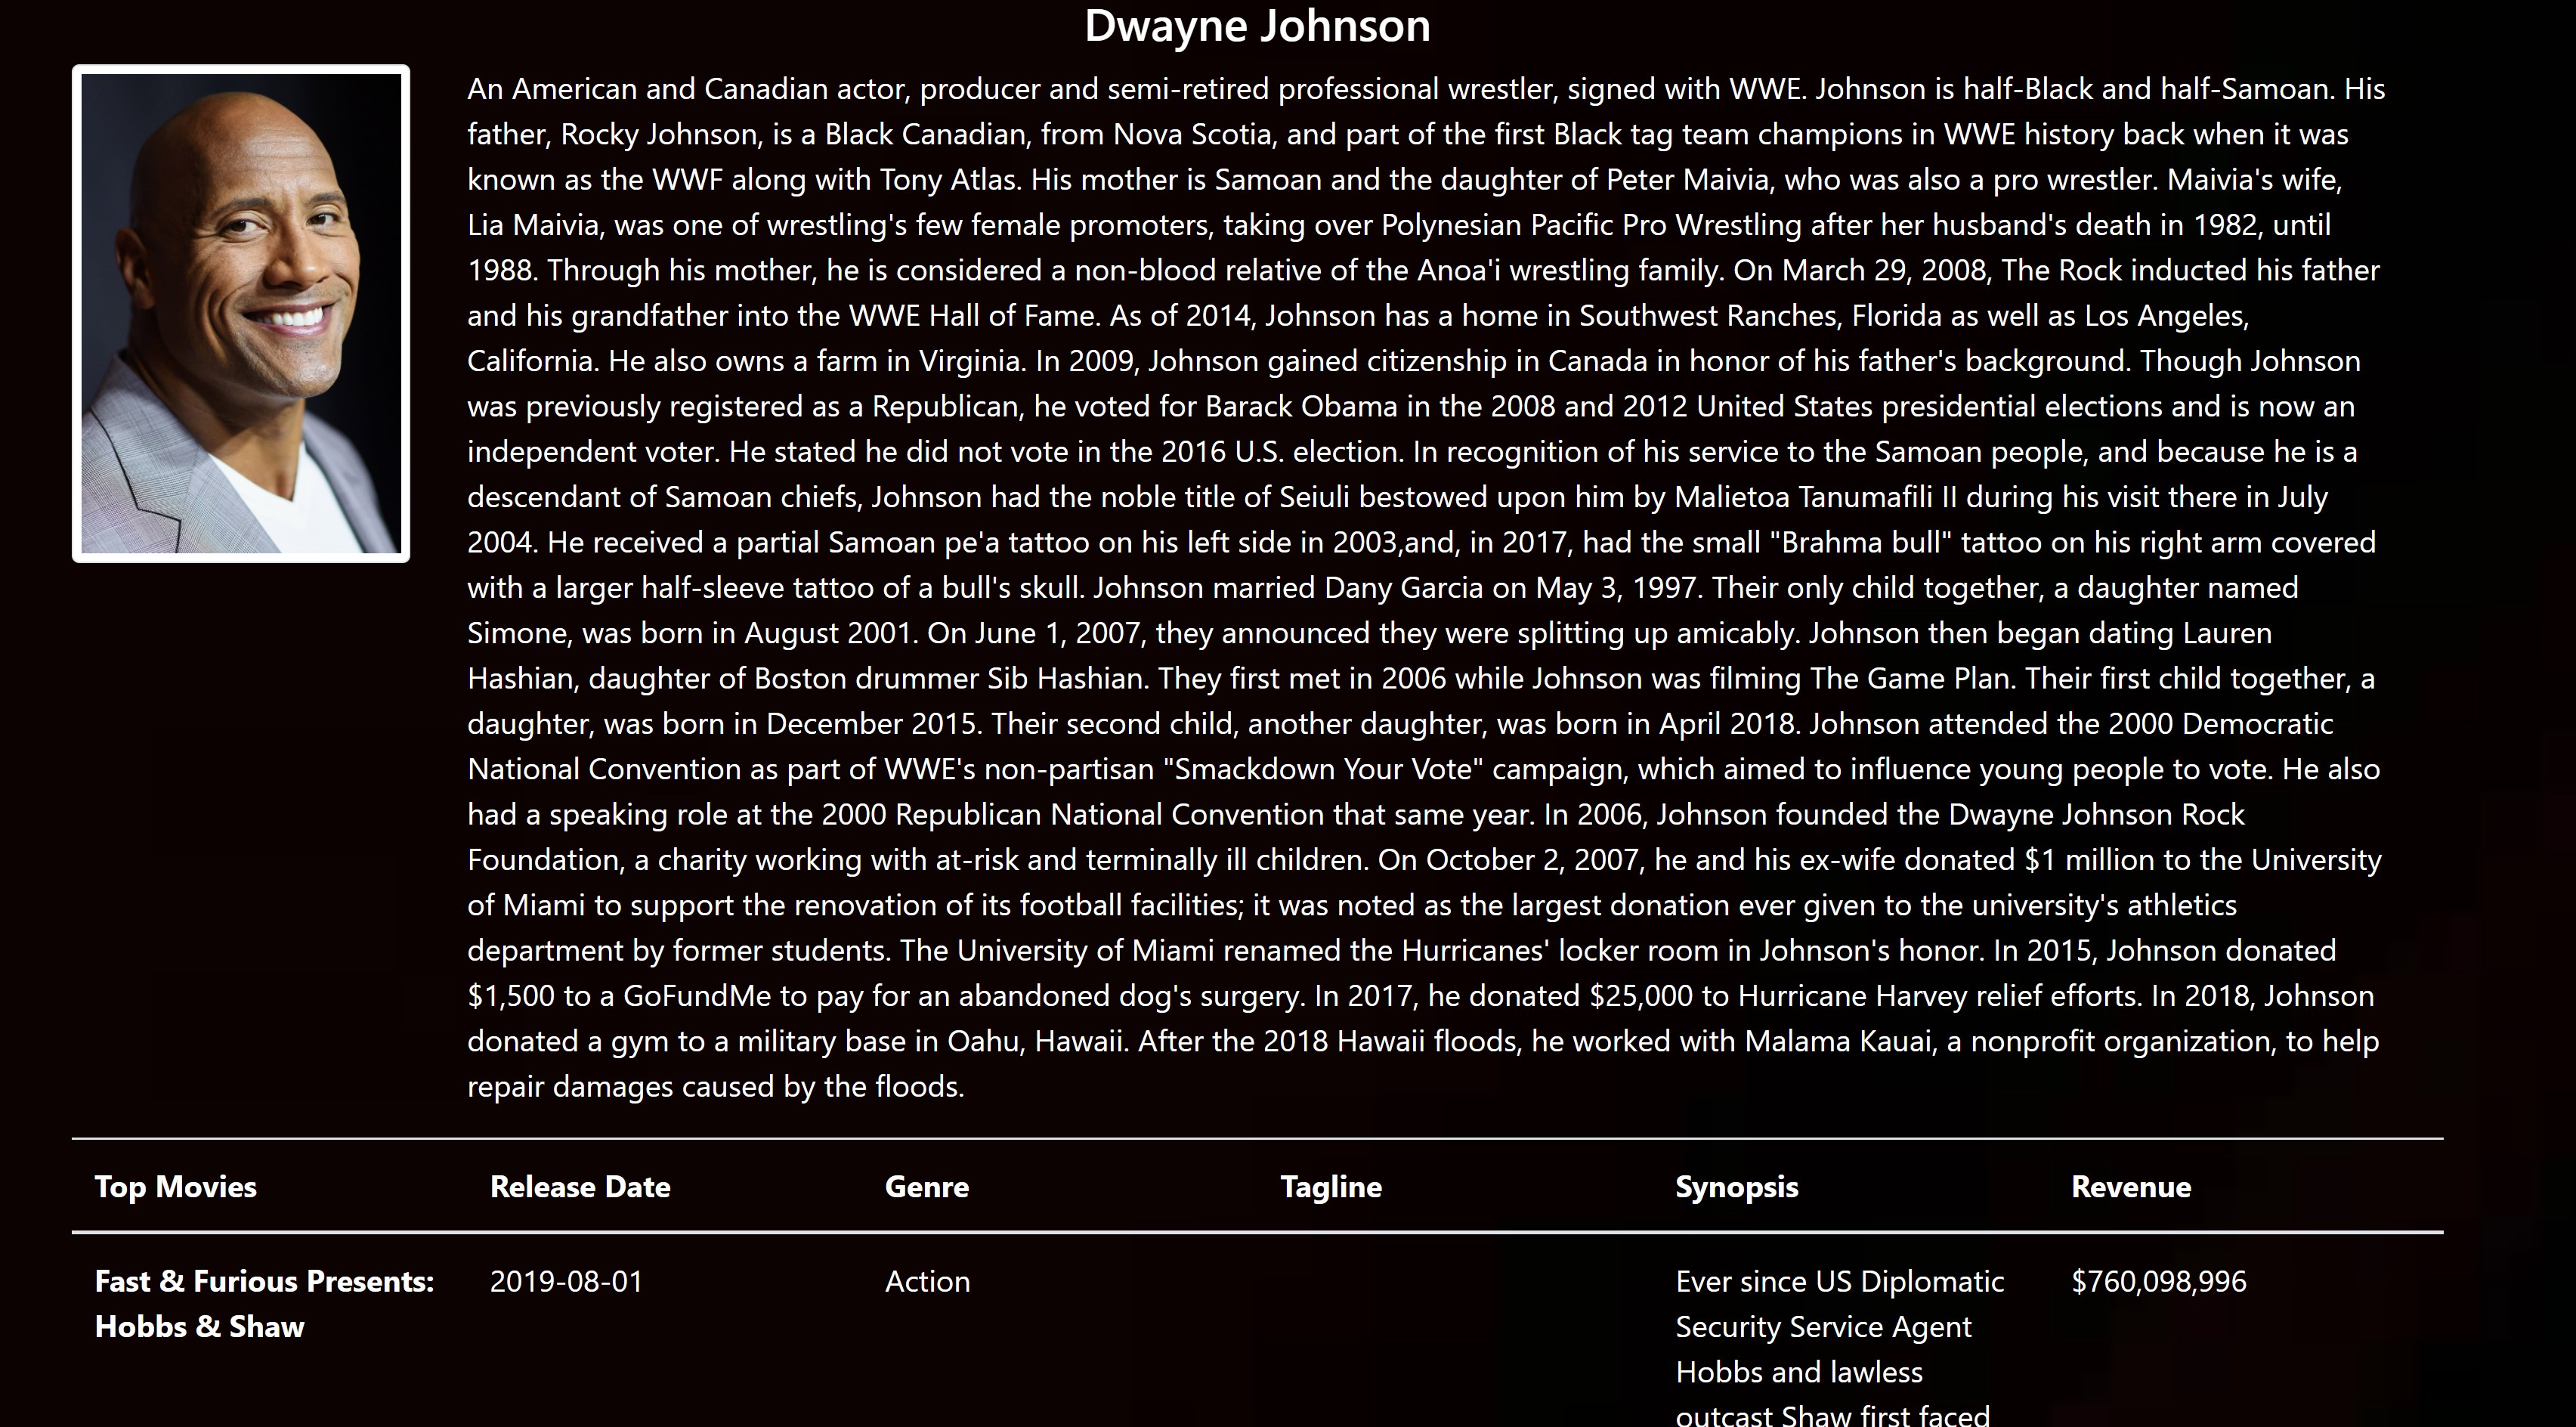 Dwayne Johnson
An American and Canadian actor, producer and semi-retired professional wrestler, signed with WWE. Johnson is half-Black and half-Samoan. His
father, Rocky Johnson, is a Black Canadian, from Nova Scotia, and part of the first Black tag team champions in WWE history back when it was
known as the WWF along with Tony Atlas. His mother is Samoan and the daughter of Peter Maivia, who was also a pro wrestler. Maivia's wife,
Lia Maivia, was one of wrestling's few female promoters, taking over Polynesian Pacific Pro Wrestling after her husband's death in 1982, until
1988. Through his mother, he is considered a non-blood relative of the Anoa'i wrestling family. On March 29, 2008, The Rock inducted his father
and his grandfather into the WWE Hall of Fame. As of 2014, Johnson has a home in Southwest Ranches, Florida as well as Los Angeles,
California. He also owns a farm in Virginia. In 2009, Johnson gained citizenship in Canada in honor of his father's background. Though Johnson
was previously registered as a Republican, he voted for Barack Obama in the 2008 and 2012 United States presidential elections and is now an
independent voter. He stated he did not vote in the 2016 U.S. election. In recognition of his service to the Samoan people, and because he is a
descendant of Samoan chiefs, Johnson had the noble title of Seiuli bestowed upon him by Malietoa Tanumafili II during his visit there in July
2004. He received a partial Samoan pe'a tattoo on his left side in 2003,and, in 2017, had the small "Brahma bull" tattoo on his right arm covered
with a larger half-sleeve tattoo of a bull's skull. Johnson married Dany Garcia on May 3, 1997. Their only child together, a daughter named
Simone, was born in August 2001. On June 1, 2007, they announced they were splitting up amicably. Johnson then began dating Lauren
Hashian, daughter of Boston drummer Sib Hashian. They first met in 2006 while Johnson was filming The Game Plan. Their first child together, a
daughter, was born in December 2015. Their second child, another daughter, was born in April 2018. Johnson attended the 2000 Democratic
National Convention as part of WWE's non-partisan "Smackdown Your Vote" campaign, which aimed to influence young people to vote. He also
had a speaking role at the 2000 Republican National Convention that same year. In 2006, Johnson founded the Dwayne Johnson Rock
Foundation, a charity working with at-risk and terminally ill children. On October 2, 2007, he and his ex-wife donated $1 million to the University
of Miami to support the renovation of its football facilities; it was noted as the largest donation ever given to the university's athletics
department by former students. The University of Miami renamed the Hurricanes' locker room in Johnson's honor. In 2015, Johnson donated
$1,500 to a GoFundMe to pay for an abandoned dog's surgery. In 2017, he donated $25,000 to Hurricane Harvey relief efforts. In 2018, Johnson
donated a gym to a military base in Oahu, Hawaii. After the 2018 Hawaii floods, he worked with Malama Kauai, a nonprofit organization, to help
repair damages caused by the floods.
Top Movies Release Date Genre Tagline Synopsis Revenue
Fast & Furious Presents: 2019-08-01 Action Ever since US Diplomatic $760,098,996
Hobbs & Shaw Security Service Agent
Hobbs and lawless
outcast Shaw first faced